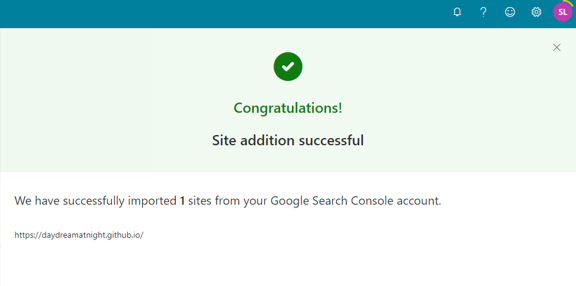 SL
Congratulations!
Site addition successful
We have successfully imported 1 sites from your Google Search Console account.
https://daydreamatnight.github.io/